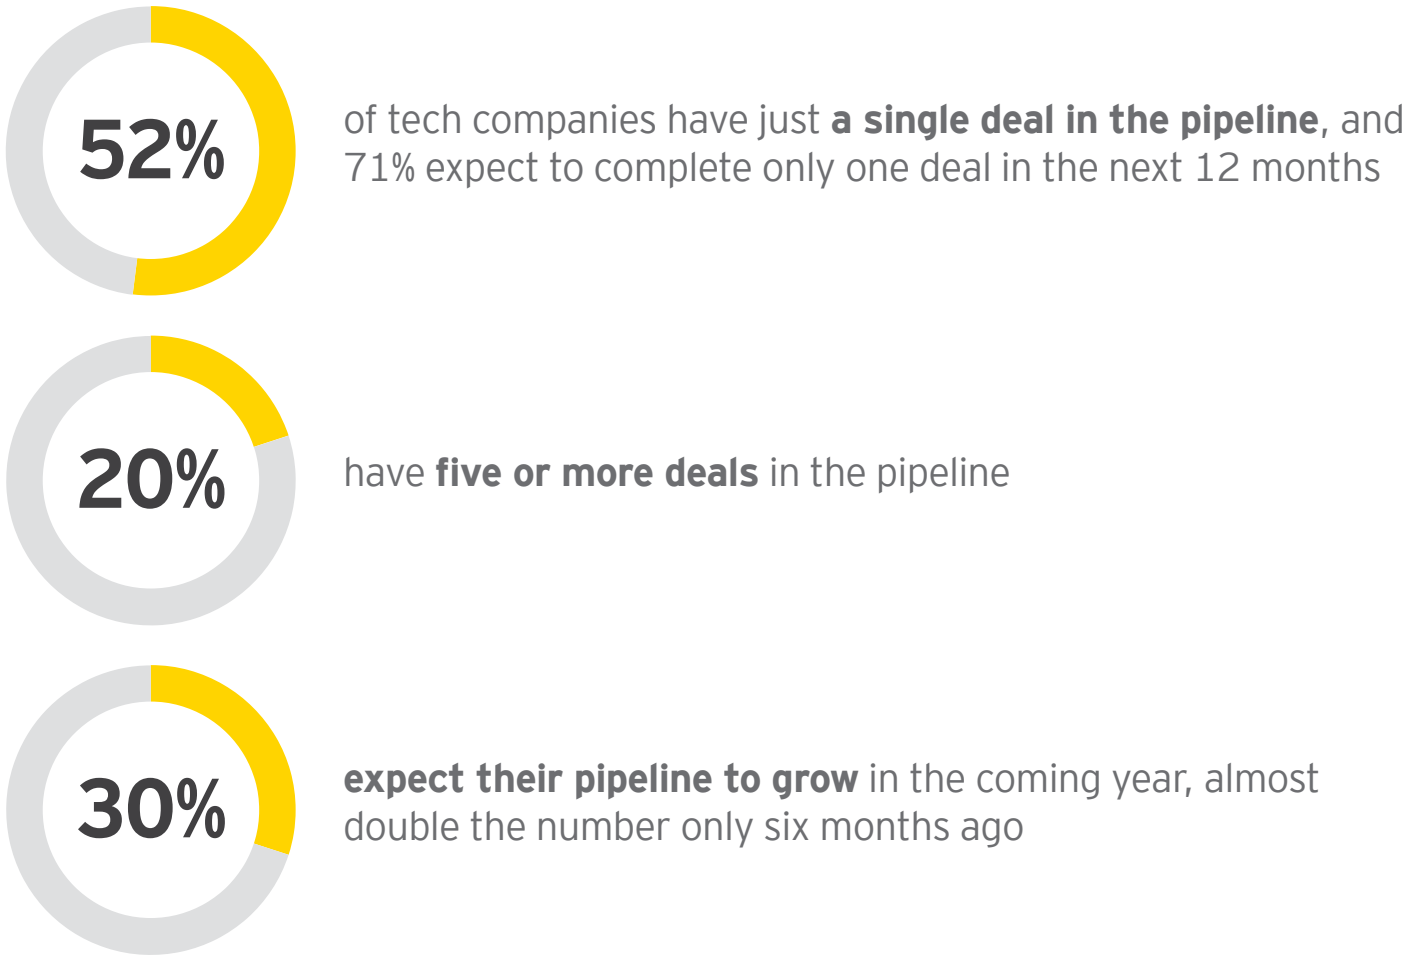 52%
of tech companies have just a single deal in the pipeline, and
71% expect to complete only one deal in the next 12 months
20%
have five or more deals in the pipeline
30%
expect their pipeline to grow in the coming year, almost
double the number only six months ago